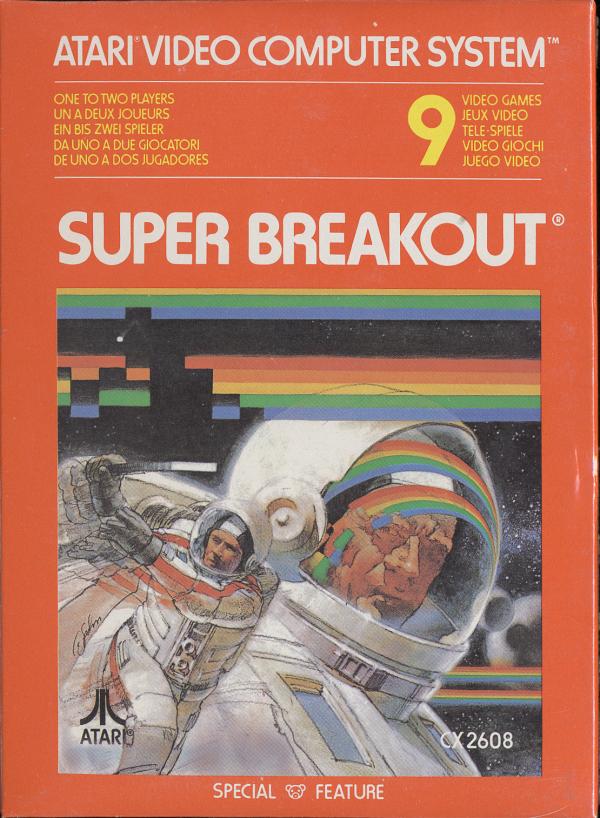 ATARI® VIDEO COMPUTER SYSTEM™
ONE TO TWO PLAYERS
UN A DEUX JOUEURS
EIN BIS ZWEI SPIELER
DA UNO A DUE GIOCATORI
DE UNO A DOS JUGADORES
9
VIDEO GAMES
JEUX VIDEO
TELE-SPIELE
VIDEO GIOCHI
JUEGO VIDEO
SUPER BREAKOUT®
ATARI®
CX2608
SPECIAL FEATURE